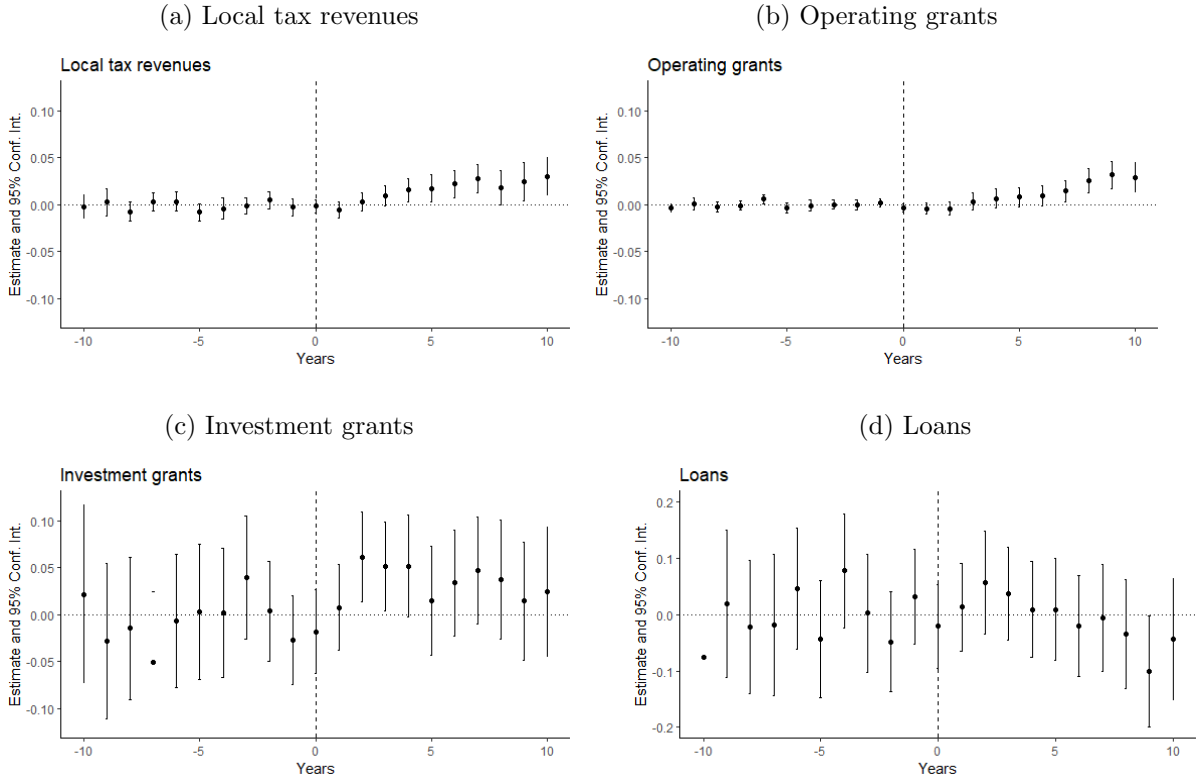 (a) Local tax revenues
Local tax revenues
Estimate and 95% Conf. Int.
0.10
0.05
0.00
-0.05
-0.10
-10
-5
0
5
10
Years
(b) Operating grants
Operating grants
Estimate and 95% Conf. Int.
0.10
0.05
0.00
-0.05
-0.10
-10
-5
0
5
10
Years
(c) Investment grants
Investment grants
Estimate and 95% Conf. Int.
0.10
0.05
0.00
-0.05
-0.10
-10
-5
0
5
10
Years
(d) Loans
Loans
Estimate and 95% Conf. Int.
0.2
0.1
0.0
-0.1
-0.2
-10
-5
0
5
10
Years